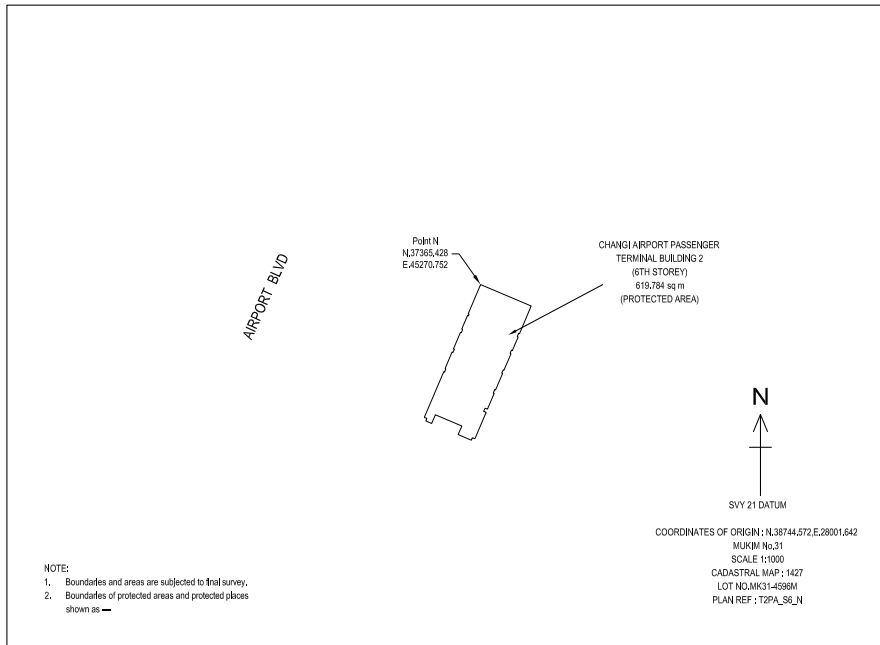 Point N
N.37365.428
E.45270.752
CHANGI AIRPORT PASSENGER
TERMINAL BUILDING 2
(6TH STOREY)
619.784 sq m
(PROTECTED AREA)
AIRPORT BLVD
N
SVY 21 DATUM
COORDINATES OF ORIGIN : N.38744.572,E.28001.642
MUKIM No.31
SCALE 1:1000
CADASTRAL MAP : 1427
LOT NO.MK31-4596M
PLAN REF : T2PA_S6_N
NOTE:
1. Boundaries and areas are subjected to final survey.
2. Boundaries of protected areas and protected places
shown as —